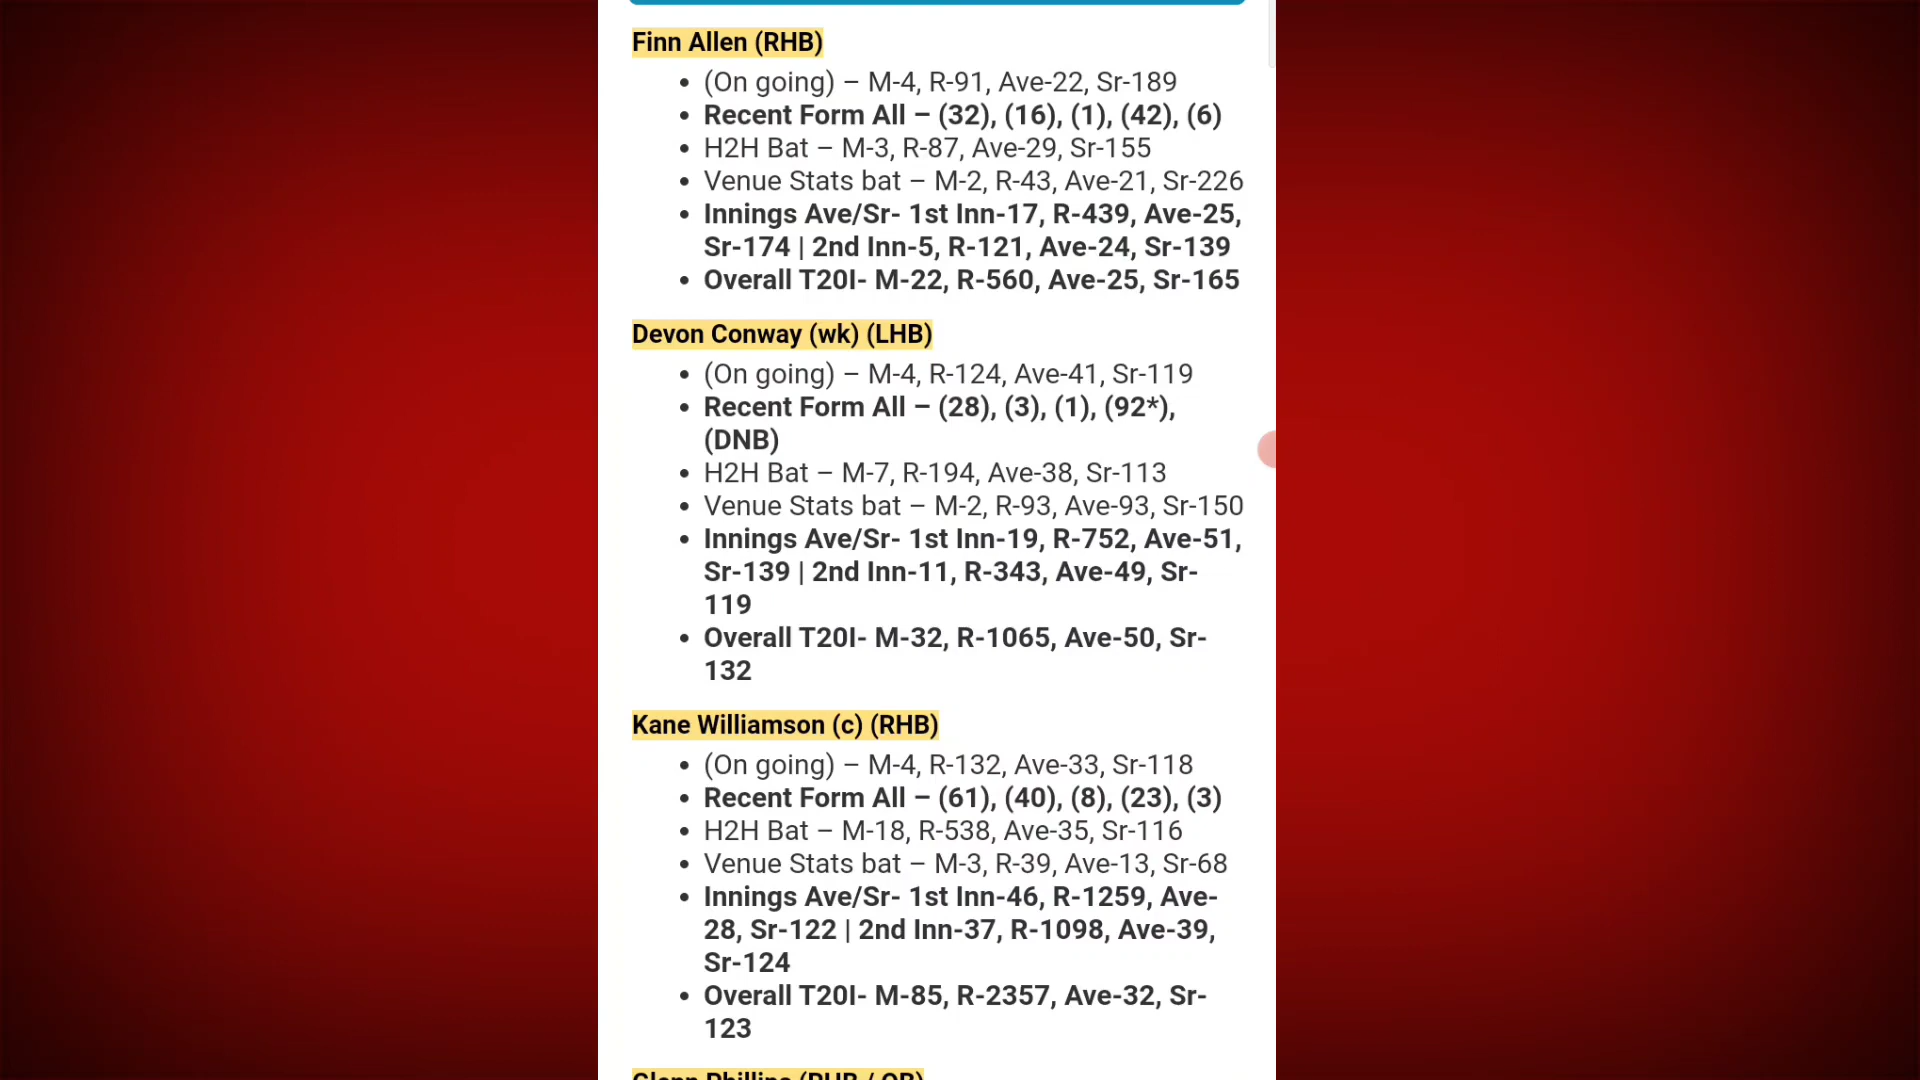 Finn Allen (RHB)
(On going) – M-4, R-91, Ave-22, Sr-189
Recent Form All – (32), (16), (1), (42), (6)
H2H Bat – M-3, R-87, Ave-29, Sr-155
Venue Stats bat – M-2, R-43, Ave-21, Sr-226
Innings Ave/Sr- 1st Inn-17, R-439, Ave-25,
Sr-174 | 2nd Inn-5, R-121, Ave-24, Sr-139
Overall T20I- M-22, R-560, Ave-25, Sr-165
Devon Conway (wk) (LHB)
(On going) – M-4, R-124, Ave-41, Sr-119
Recent Form All – (28), (3), (1), (92*),
(DNB)
H2H Bat – M-7, R-194, Ave-38, Sr-113
Venue Stats bat – M-2, R-93, Ave-93, Sr-150
Innings Ave/Sr- 1st Inn-19, R-752, Ave-51,
Sr-139 | 2nd Inn-11, R-343, Ave-49, Sr-
119
Overall T20I- M-32, R-1065, Ave-50, Sr-
132
Kane Williamson (c) (RHB)
(On going) – M-4, R-132, Ave-33, Sr-118
Recent Form All – (61), (40), (8), (23), (3)
H2H Bat – M-18, R-538, Ave-35, Sr-116
Venue Stats bat – M-3, R-39, Ave-13, Sr-68
Innings Ave/Sr- 1st Inn-46, R-1259, Ave-
28, Sr-122 | 2nd Inn-37, R-1098, Ave-39,
Sr-124
Overall T20I- M-85, R-2357, Ave-32, Sr-
123
Glenn Phillips (RHB / OB)